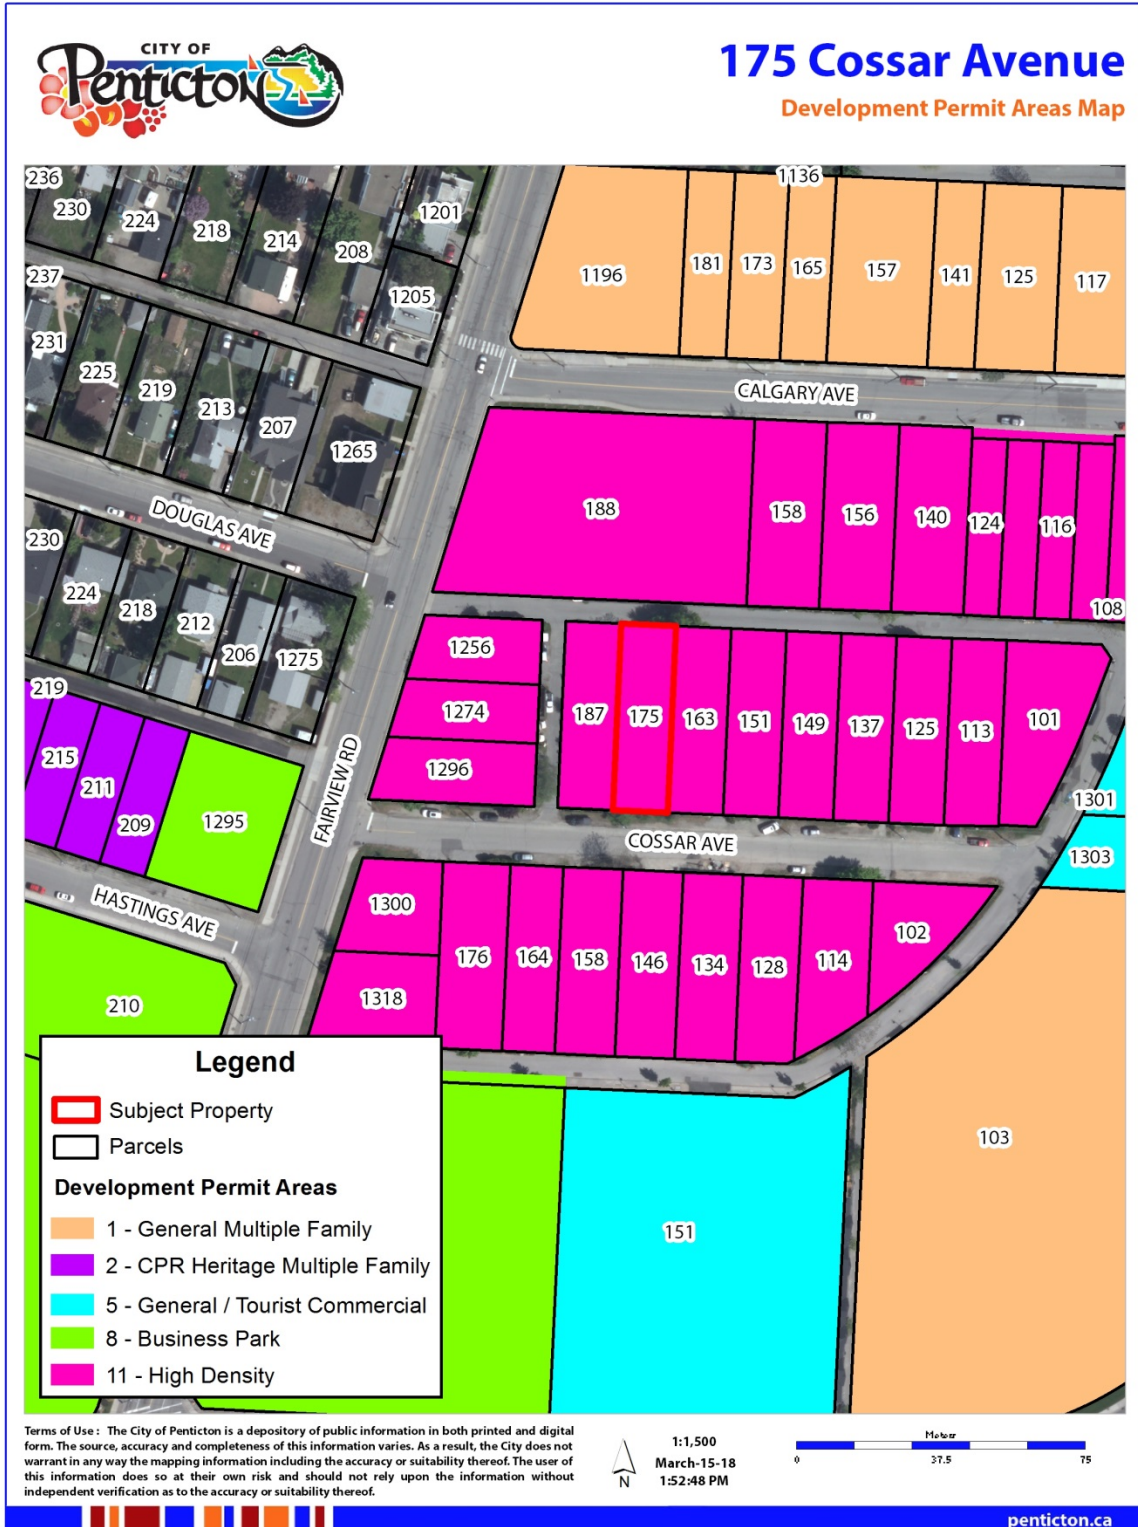 CITY OF
Penticton
175 Cossar Avenue
Development Permit Areas Map
236
230
224
218
214
208
1201
1205
237
231
225
219
213
207
1265
1136
1196
181
173
165
157
141
125
117
CALGARY AVE
DOUGLAS AVE
188
158
156
140
124
116
108
230
224
218
212
206
1275
1256
1274
1296
187
175
163
151
149
137
125
113
101
1301
1303
219
215
211
209
1295
FAIRVIEW RD
COSSAR AVE
HASTINGS AVE
210
1300
1318
176
164
158
146
134
128
114
102
103
151
Legend
Subject Property
Parcels
Development Permit Areas
1 - General Multiple Family
2 - CPR Heritage Multiple Family
5 - General / Tourist Commercial
8 - Business Park
11 - High Density
Terms of Use : The City of Penticton is a depository of public information in both printed and digital
form. The source, accuracy and completeness of this information varies. As a result, the City does not
warrant in any way the mapping information including the accuracy or suitability thereof. The user of
this information does so at their own risk and should not rely upon the information without
independent verification as to the accuracy or suitability thereof.
N
1:1,500
March-15-18
1:52:48 PM
Meters
0 37.5 75
penticton.ca